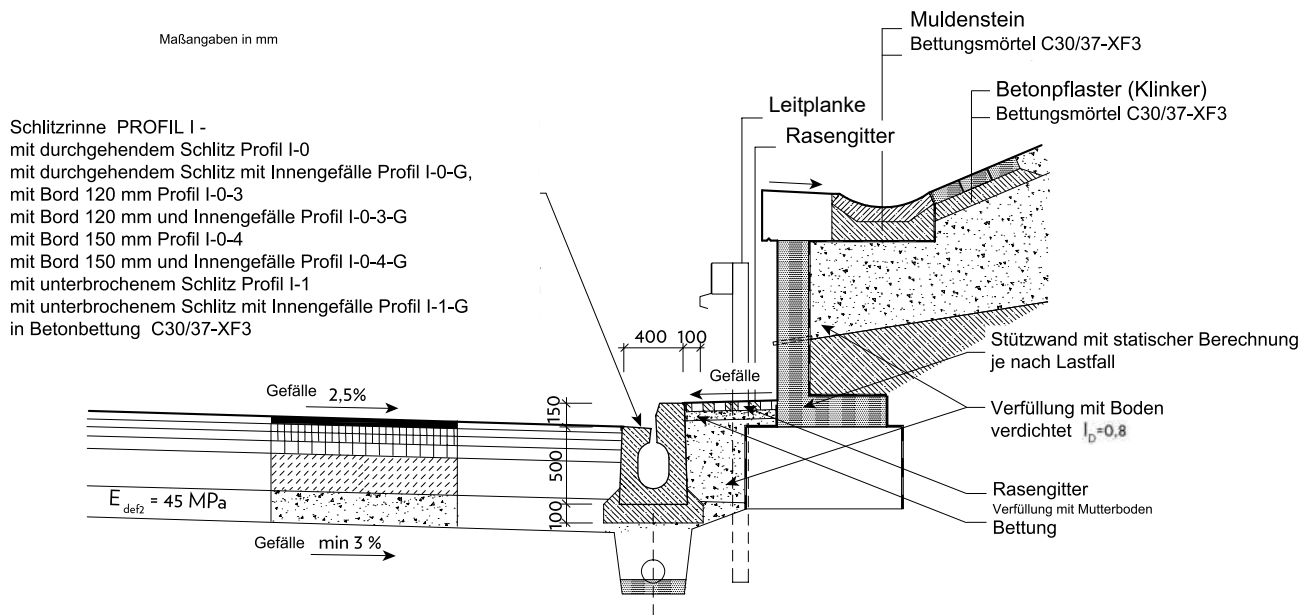 Maßangaben in mm
Muldenstein
Bettungsmörtel C30/37-XF3
Betonpflaster (Klinker)
Bettungsmörtel C30/37-XF3
Leitplanke
Rasengitter
Schlitzrinne PROFIL I -
mit durchgehendem Schlitz Profil I-0
mit durchgehendem Schlitz mit Innengefälle Profil I-0-G,
mit Bord 120 mm Profil I-0-3
mit Bord 120 mm und Innengefälle Profil I-0-3-G
mit Bord 150 mm Profil I-0-4
mit Bord 150 mm und Innengefälle Profil I-0-4-G
mit unterbrochenem Schlitz Profil I-1
mit unterbrochenem Schlitz mit Innengefälle Profil I-1-G
in Betonbettung C30/37-XF3
400 100
Stützwand mit statischer Berechnung
je nach Lastfall
Gefälle
Gefälle 2,5%
150
500
100
Verfüllung mit Boden
verdichtet I_D=0,8
E_def2 = 45 MPa
Rasengitter
Verfüllung mit Mutterboden
Bettung
Gefälle min 3 %